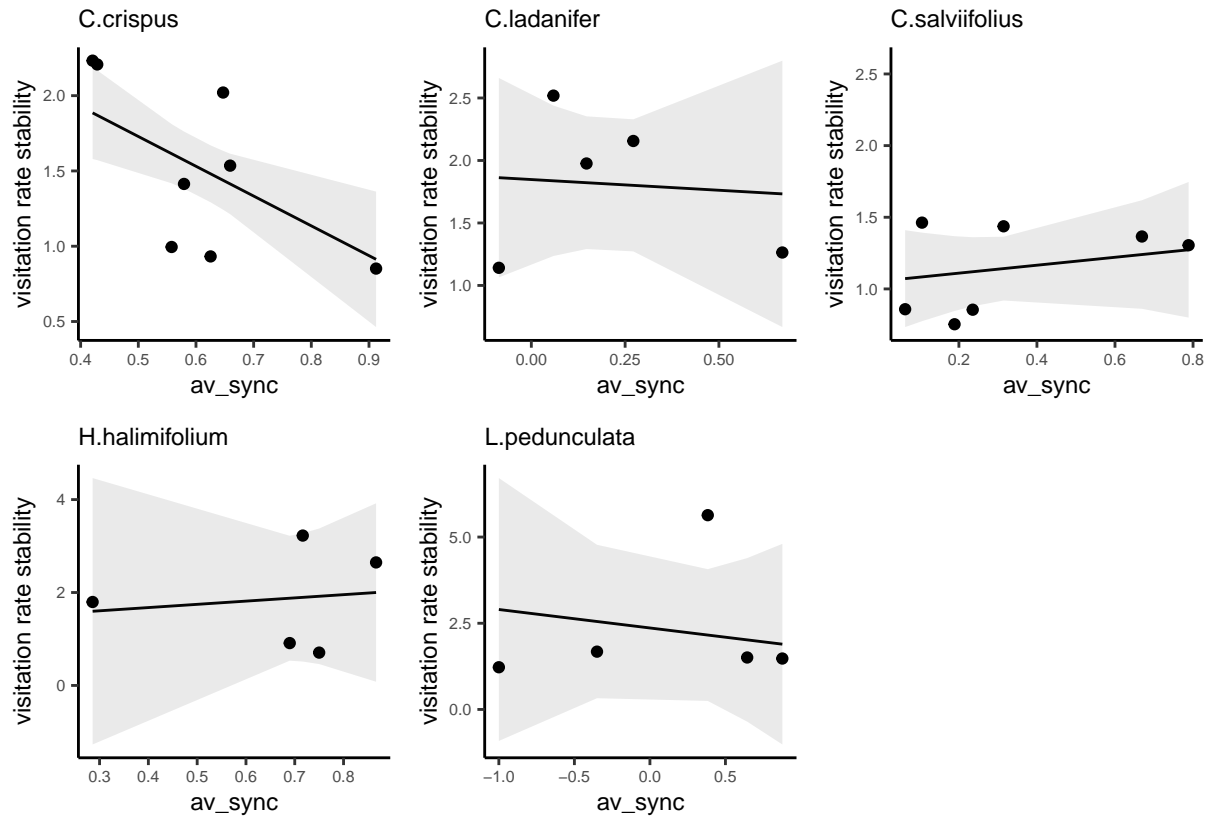 C.crispus
visitation rate stability
2.0
1.5
1.0
0.5
0.4 0.5 0.6 0.7 0.8 0.9
av_sync
C.ladanifer
visitation rate stability
2.5
2.0
1.5
1.0
0.00 0.25 0.50
av_sync
C.salviifolius
visitation rate stability
2.5
2.0
1.5
1.0
0.2 0.4 0.6 0.8
av_sync
H.halimifolium
visitation rate stability
4
2
0
0.3 0.4 0.5 0.6 0.7 0.8
av_sync
L.pedunculata
visitation rate stability
5.0
2.5
0.0
−1.0 −0.5 0.0 0.5
av_sync